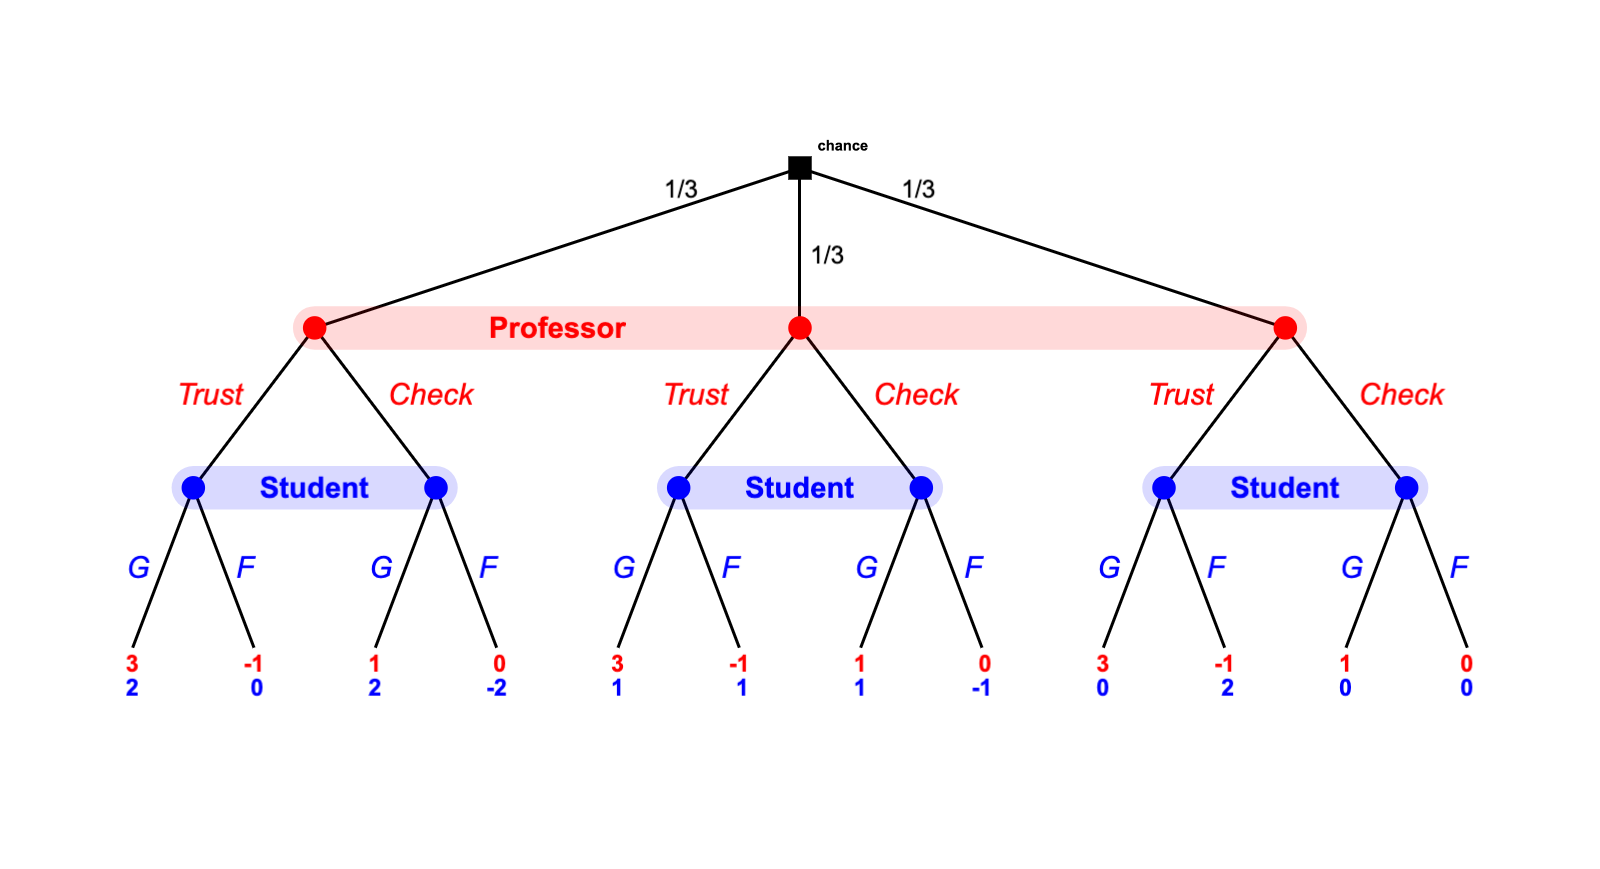 chance
1/3 1/3
1/3
Professor
Trust Check Trust Check Trust Check
Student Student Student
G F G F G F G F G F G F
3 -1 1 0 3 -1 1 0 3 -1 1 0
2 0 2 -2 1 1 1 -1 0 2 0 0